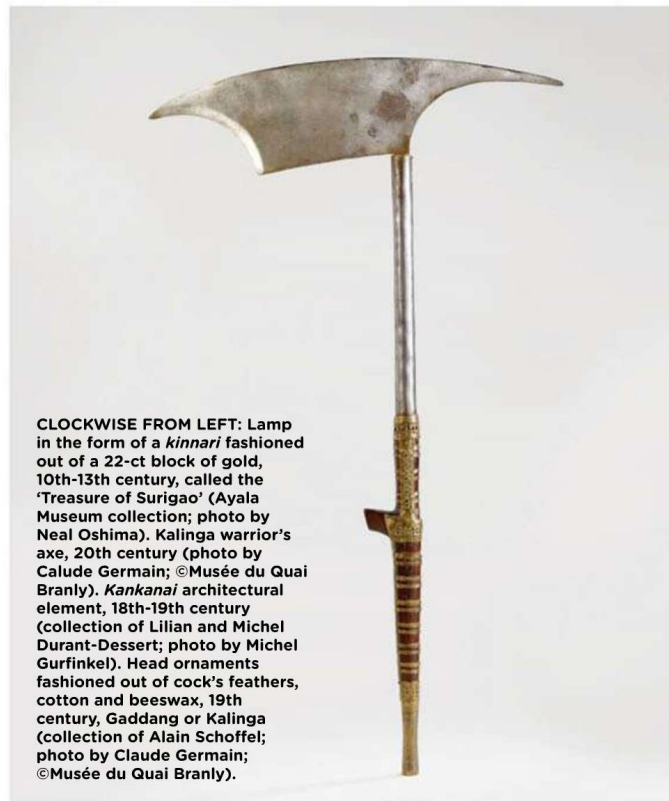 CLOCKWISE FROM LEFT: Lamp
in the form of a kinnari fashioned
out of a 22-ct block of gold,
10th-13th century, called the
‘Treasure of Surigao’ (Ayala
Museum collection; photo by
Neal Oshima). Kalinga warrior’s
axe, 20th century (photo by
Calude Germain; ©Musée du Quai
Branly). Kankanai architectural
element, 18th-19th century
(collection of Lilian and Michel
Durant-Dessert; photo by Michel
Gurfinkel). Head ornaments
fashioned out of cock’s feathers,
cotton and beeswax, 19th
century, Gaddang or Kalinga
(collection of Alain Schoffel;
photo by Claude Germain;
©Musée du Quai Branly).